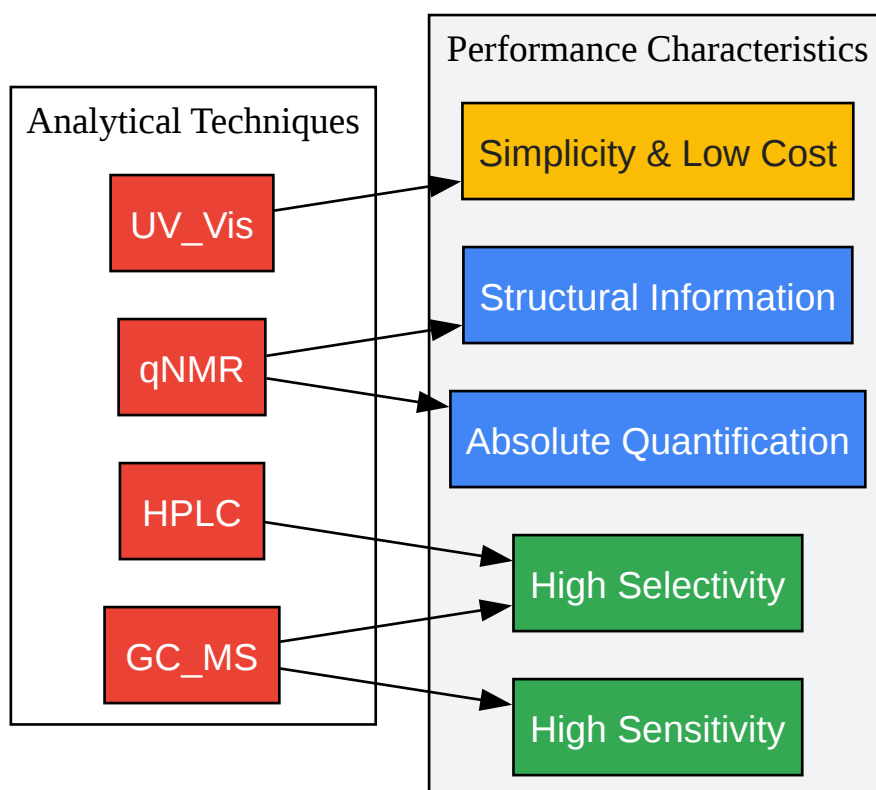 Analytical Techniques
UV_Vis
qNMR
HPLC
GC_MS
Performance Characteristics
Simplicity & Low Cost
Structural Information
Absolute Quantification
High Selectivity
High Sensitivity